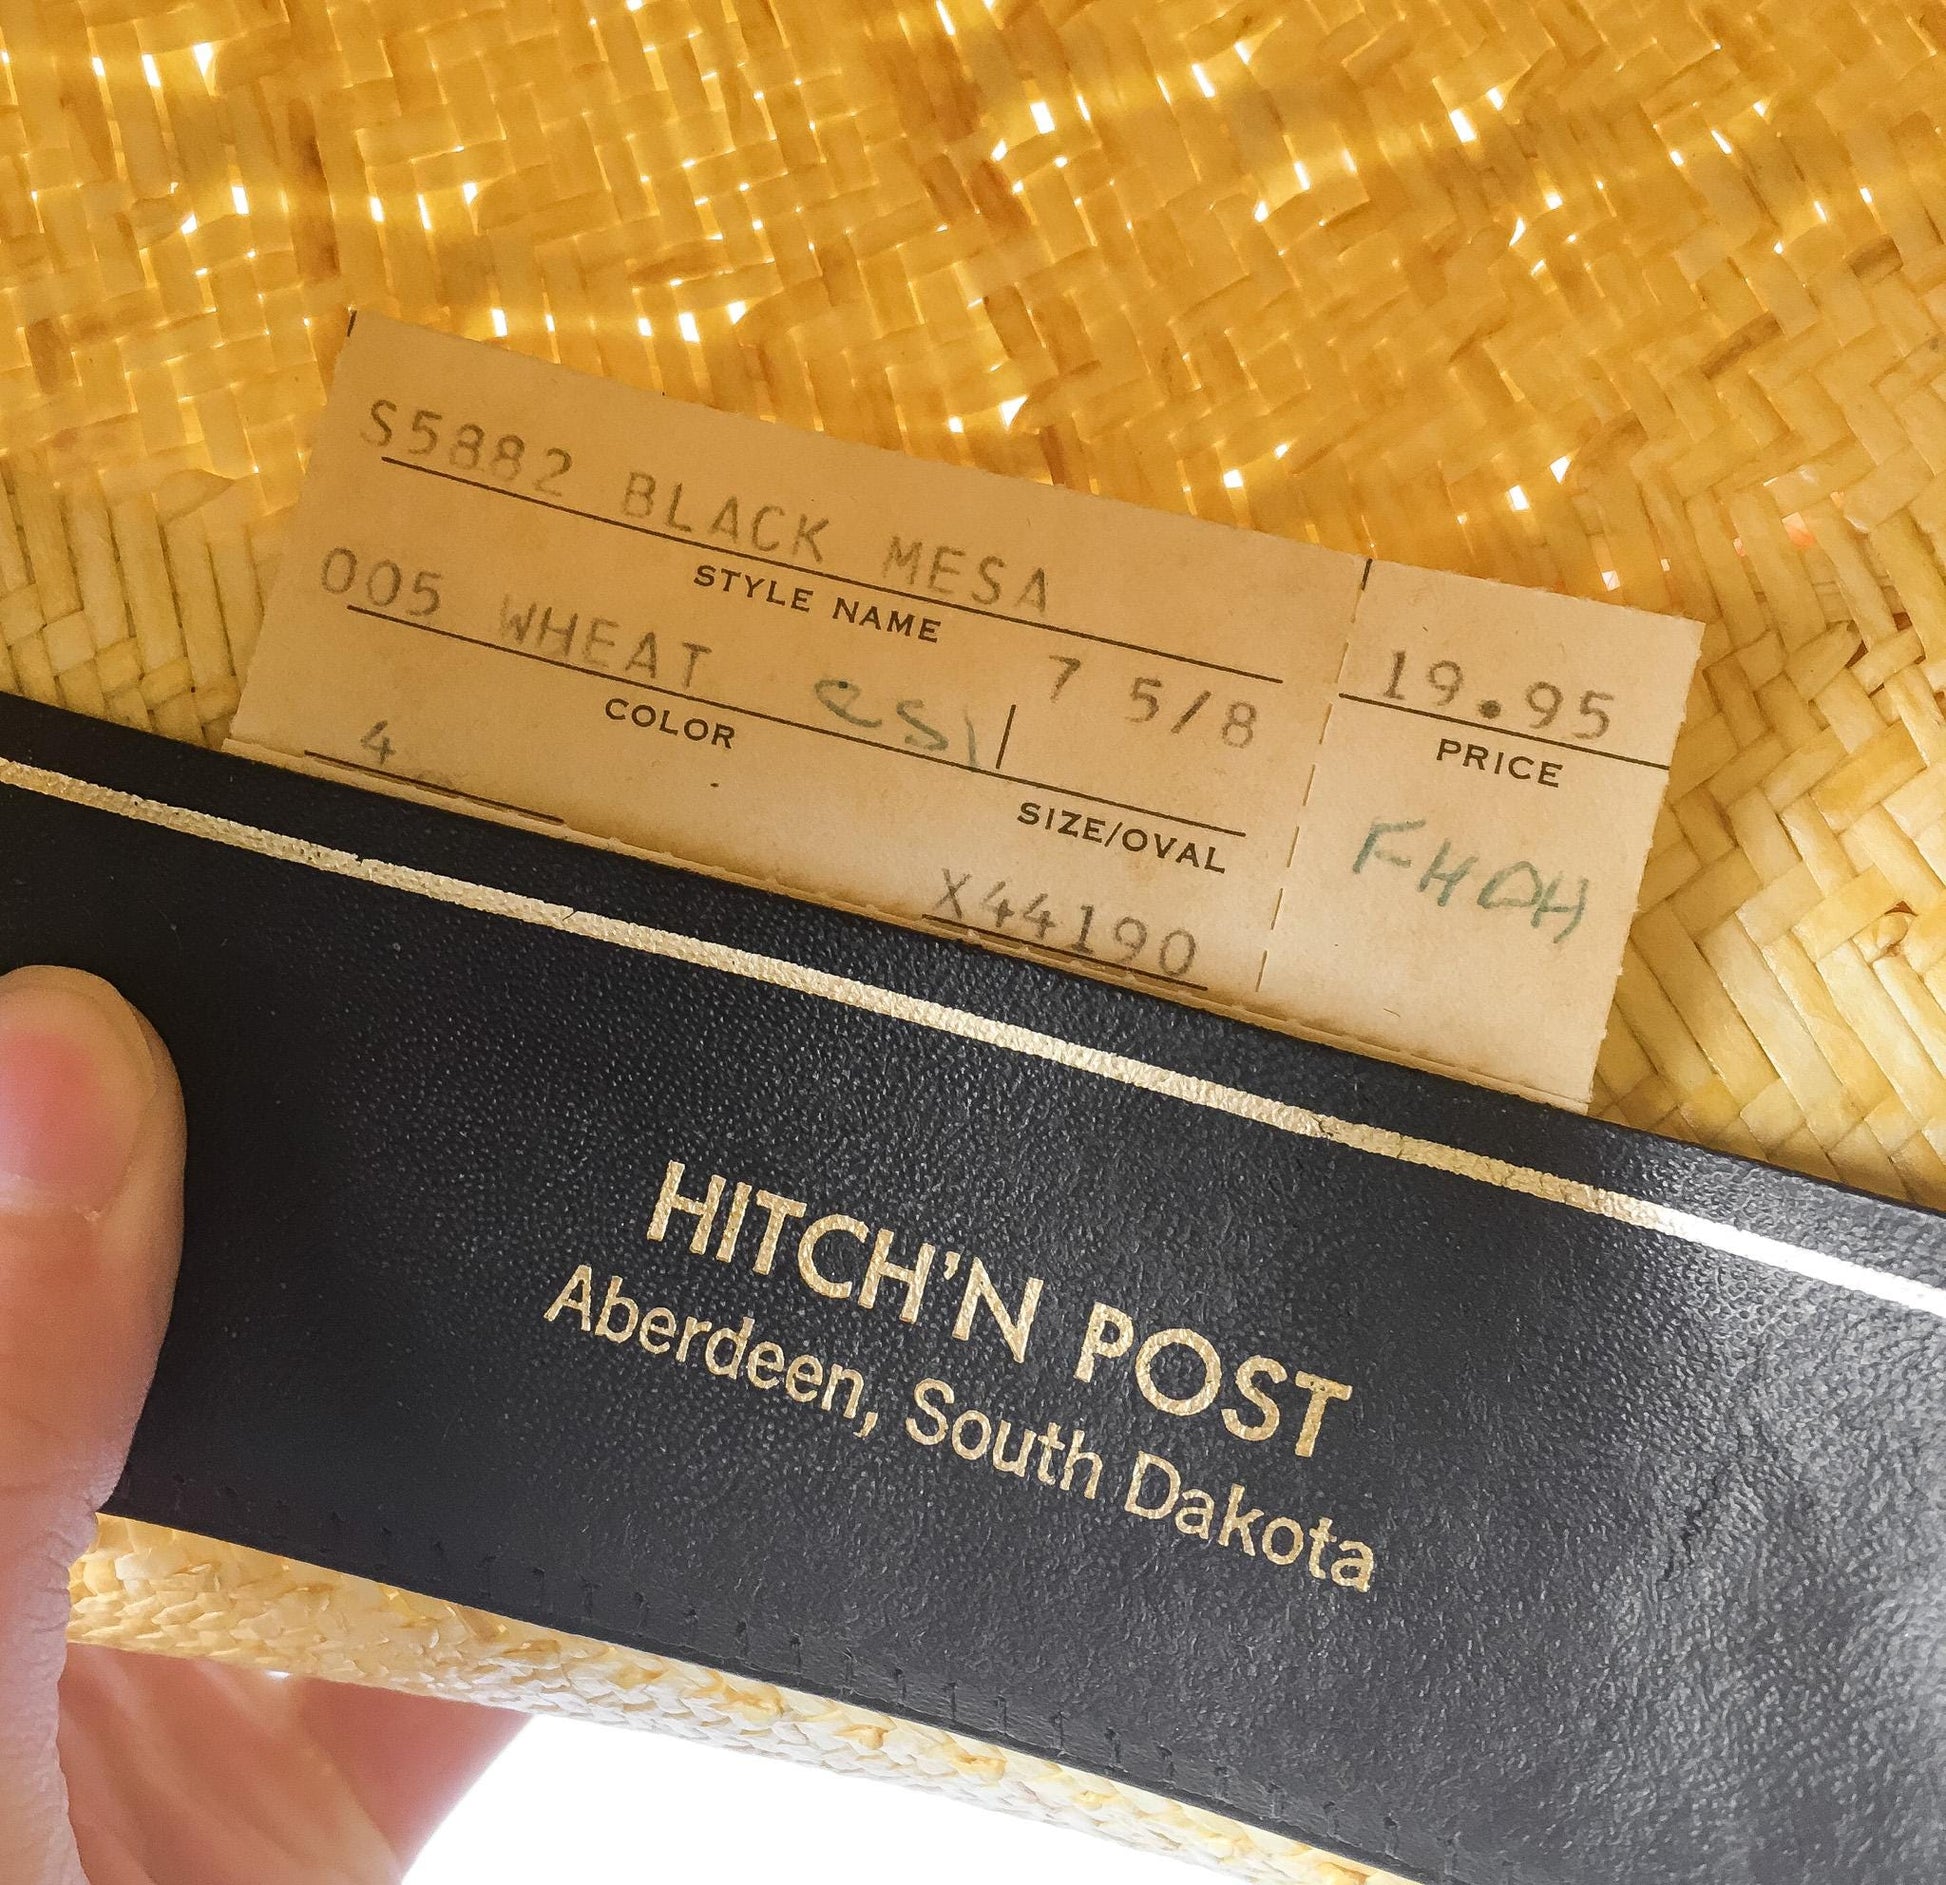 S5882 BLACK MESA
STYLE NAME
005 WHEAT
COLOR
7 5/8
SIZE/OVAL
19.95
PRICE
4
X44190
HITCH'N POST
Aberdeen, South Dakota